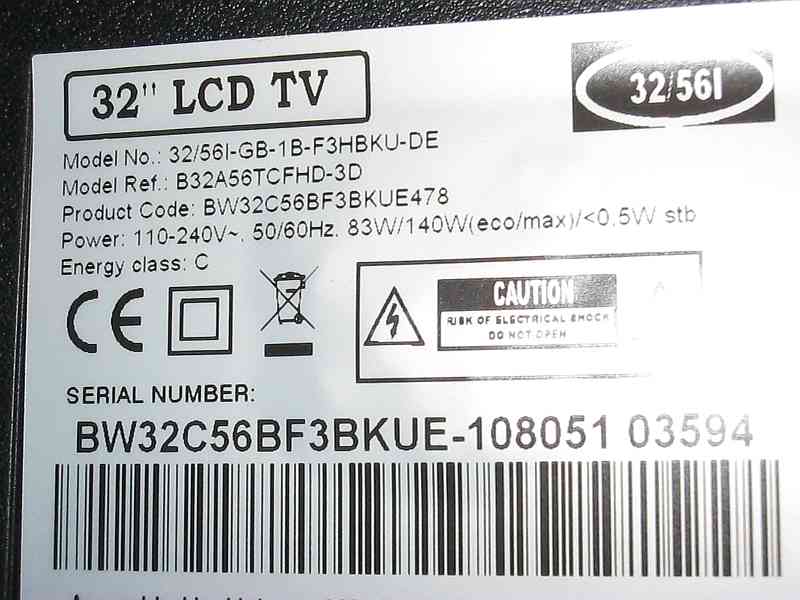 32" LCD TV
32/56I
Model No.: 32/56I-GB-1B-F3HBKU-DE
Model Ref.: B32A56TCFHD-3D
Product Code: BW32C56BF3BKUE478
Power: 110-240V~, 50/60Hz, 83W/140W(eco/max)/<0.5W stb
Energy class: C
CE
CAUTION
RISK OF ELECTRICAL SHOCK
DO NOT OPEN
SERIAL NUMBER:
BW32C56BF3BKUE-108051 03594